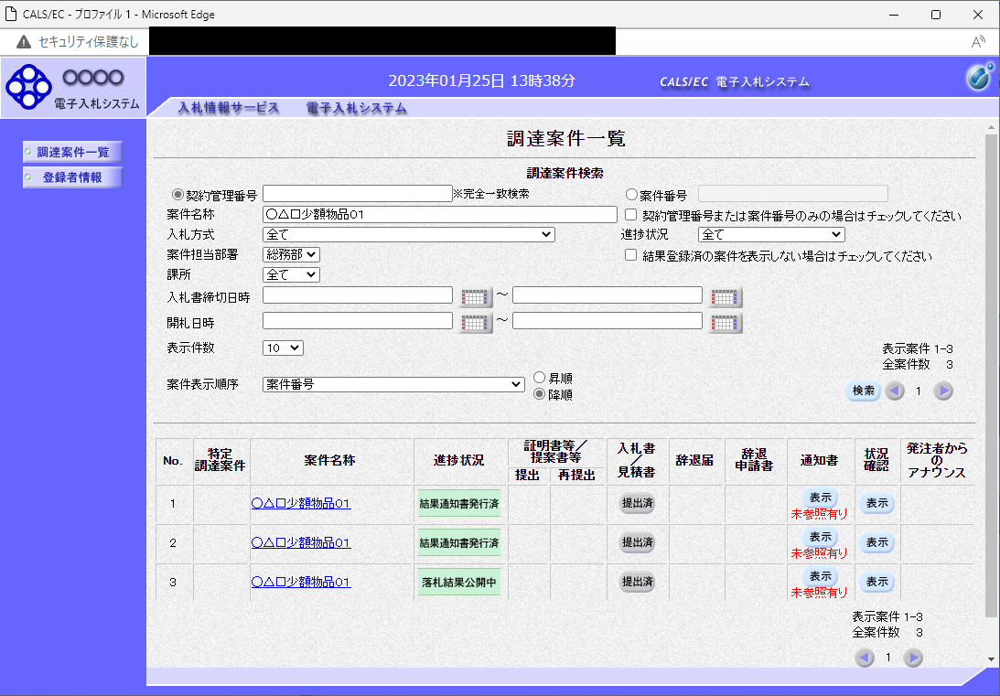 CALS/EC - プロファイル 1 - Microsoft Edge
セキュリティ保護なし
○○○○
電子入札システム
2023年01月25日 13時38分
CALS/EC 電子入札システム
入札情報サービス 電子入札システム
調達案件一覧
登録者情報
調達案件一覧
調達案件検索
契約管理番号 ※完全一致検索 案件番号
案件名称 〇△□少額物品01 契約管理番号または案件番号のみの場合はチェックしてください
入札方式 全て 進捗状況 全て
案件担当部署 総務部 結果登録済の案件を表示しない場合はチェックしてください
課所 全て
入札書締切日時 ～
開札日時 ～
表示件数 10
表示案件 1-3
全案件数 3
案件表示順序 案件番号 昇順
降順
検索 1
No. 特定調達案件 案件名称 進捗状況 証明書等／提案書等 提出 再提出 入札書／見積書 辞退届 辞退申請書 通知書 状況確認 発注者からのアナウンス
1 〇△□少額物品01 結果通知書発行済 提出済 表示 未参照有り 表示
2 〇△□少額物品01 結果通知書発行済 提出済 表示 未参照有り 表示
3 〇△□少額物品01 落札結果公開中 提出済 表示 未参照有り 表示
表示案件 1-3
全案件数 3
1